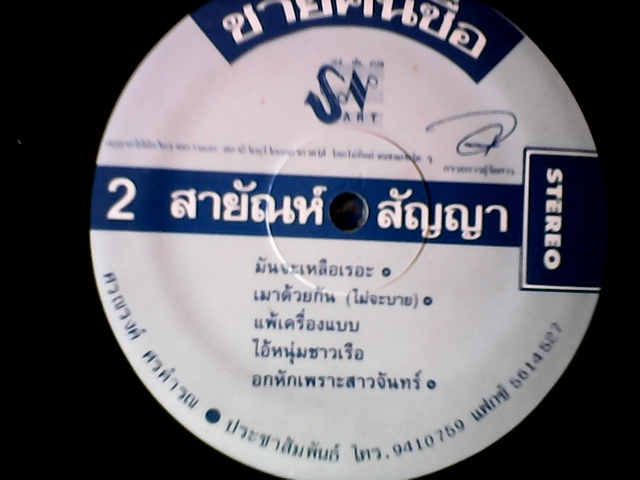 ขายคนซื่อ
SN
ART
2 สายัณห์ สัญญา
STEREO
มันจะเหลือเรอะ
เมาด้วยกัน (ไม่จะบาย)
แพ้เครื่องแบบ
ไอ้หนุ่มชาวเรือ
อกหักเพราะสาวจันทร์
ประชาสัมพันธ์ โทร.9410759 แฟกซ์ 5614527